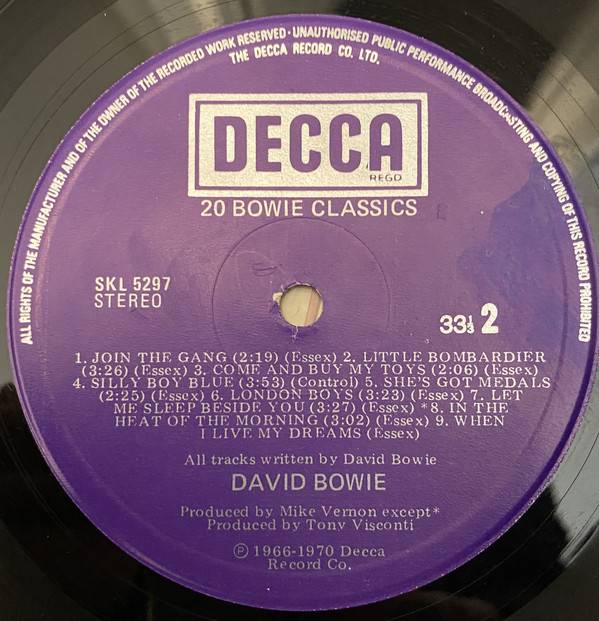 ALL RIGHTS OF THE MANUFACTURER AND OF THE OWNER OF THE RECORDED WORK RESERVED · UNAUTHORISED PUBLIC PERFORMANCE BROADCASTING AND COPYING OF THIS RECORD PROHIBITED
THE DECCA RECORD CO. LTD.
DECCA
REGD
20 BOWIE CLASSICS
SKL 5297
STEREO
33⅓ 2
1. JOIN THE GANG (2:19) (Essex) 2. LITTLE BOMBARDIER
(3:26) (Essex) 3. COME AND BUY MY TOYS (2:06) (Essex)
4. SILLY BOY BLUE (3:53) (Control) 5. SHE'S GOT MEDALS
(2:25) (Essex) 6. LONDON BOYS (3:23) (Essex) 7. LET
ME SLEEP BESIDE YOU (3:27) (Essex) *8. IN THE
HEAT OF THE MORNING (3:02) (Essex) 9. WHEN
I LIVE MY DREAMS (Essex)
All tracks written by David Bowie
DAVID BOWIE
Produced by Mike Vernon except*
Produced by Tony Visconti
℗ 1966-1970 Decca
Record Co.